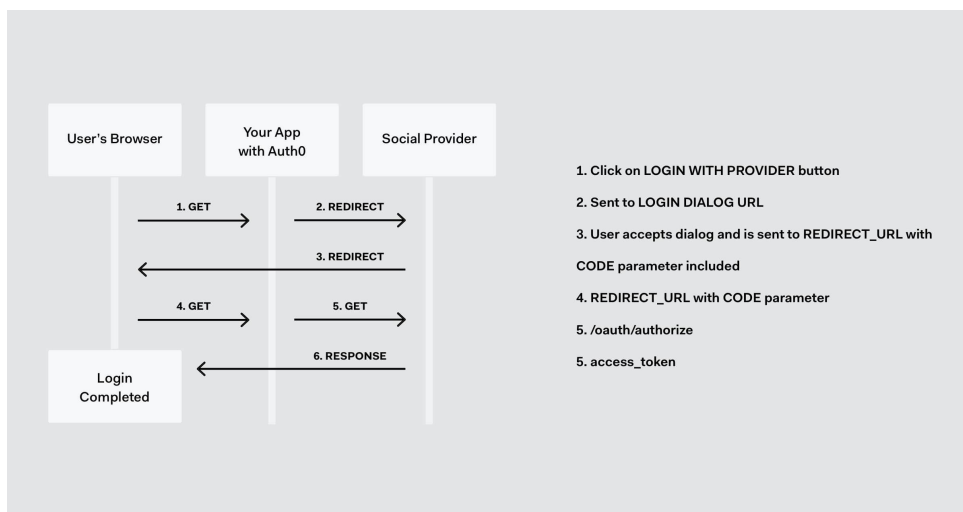 User's Browser
Your App
with Auth0
Social Provider
1. GET
2. REDIRECT
3. REDIRECT
4. GET
5. GET
6. RESPONSE
Login
Completed
1. Click on LOGIN WITH PROVIDER button
2. Sent to LOGIN DIALOG URL
3. User accepts dialog and is sent to REDIRECT_URL with
CODE parameter included
4. REDIRECT_URL with CODE parameter
5. /oauth/authorize
5. access_token